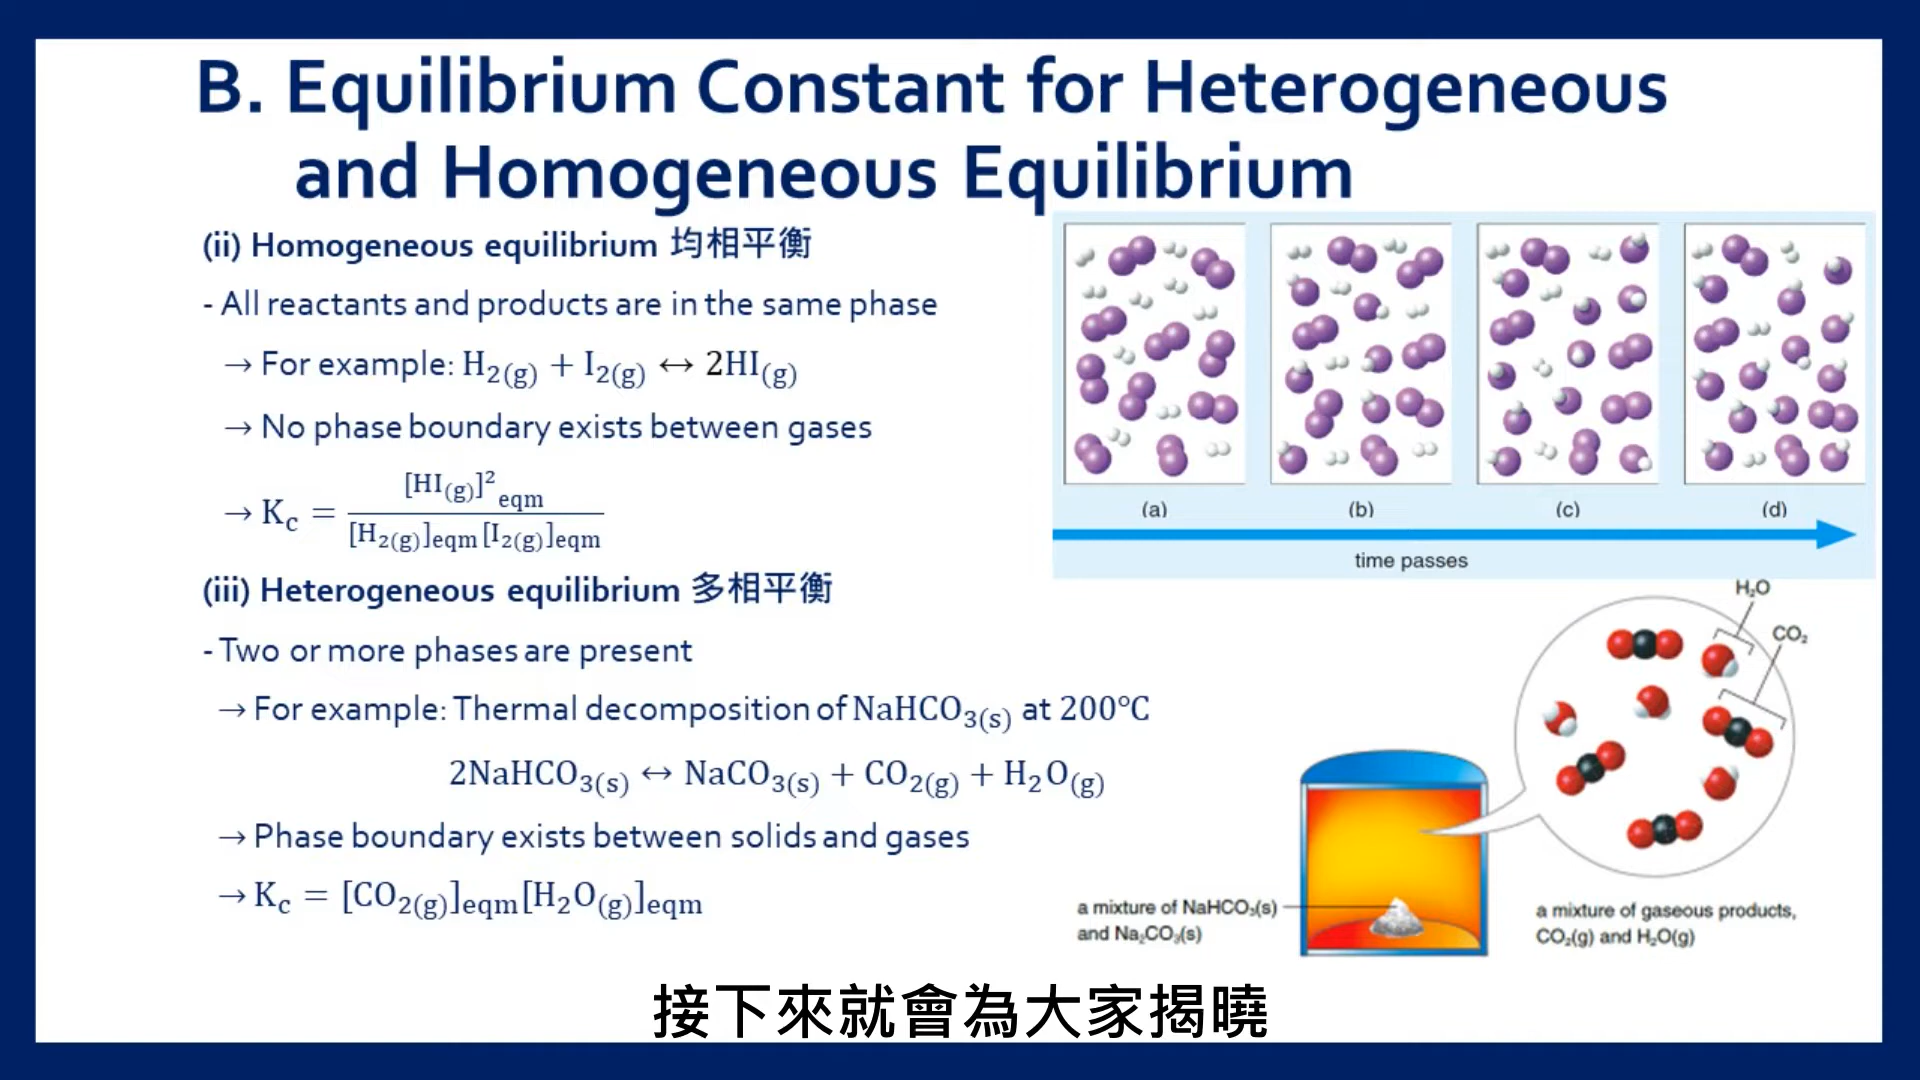 B. Equilibrium Constant for Heterogeneous
and Homogeneous Equilibrium
(ii) Homogeneous equilibrium 均相平衡
- All reactants and products are in the same phase
→ For example: H₂(g) + I₂(g) ↔ 2HI(g)
→ No phase boundary exists between gases
→ Kc = [HI(g)]²eqm / [H₂(g)]eqm [I₂(g)]eqm
(a) (b) (c) (d)
time passes
(iii) Heterogeneous equilibrium 多相平衡
- Two or more phases are present
→ For example: Thermal decomposition of NaHCO₃(s) at 200°C
2NaHCO₃(s) ↔ NaCO₃(s) + CO₂(g) + H₂O(g)
→ Phase boundary exists between solids and gases
→ Kc = [CO₂(g)]eqm[H₂O(g)]eqm
H₂O
CO₂
a mixture of NaHCO₃(s)
and Na₂CO₃(s)
a mixture of gaseous products,
CO₂(g) and H₂O(g)
接下來就會為大家揭曉